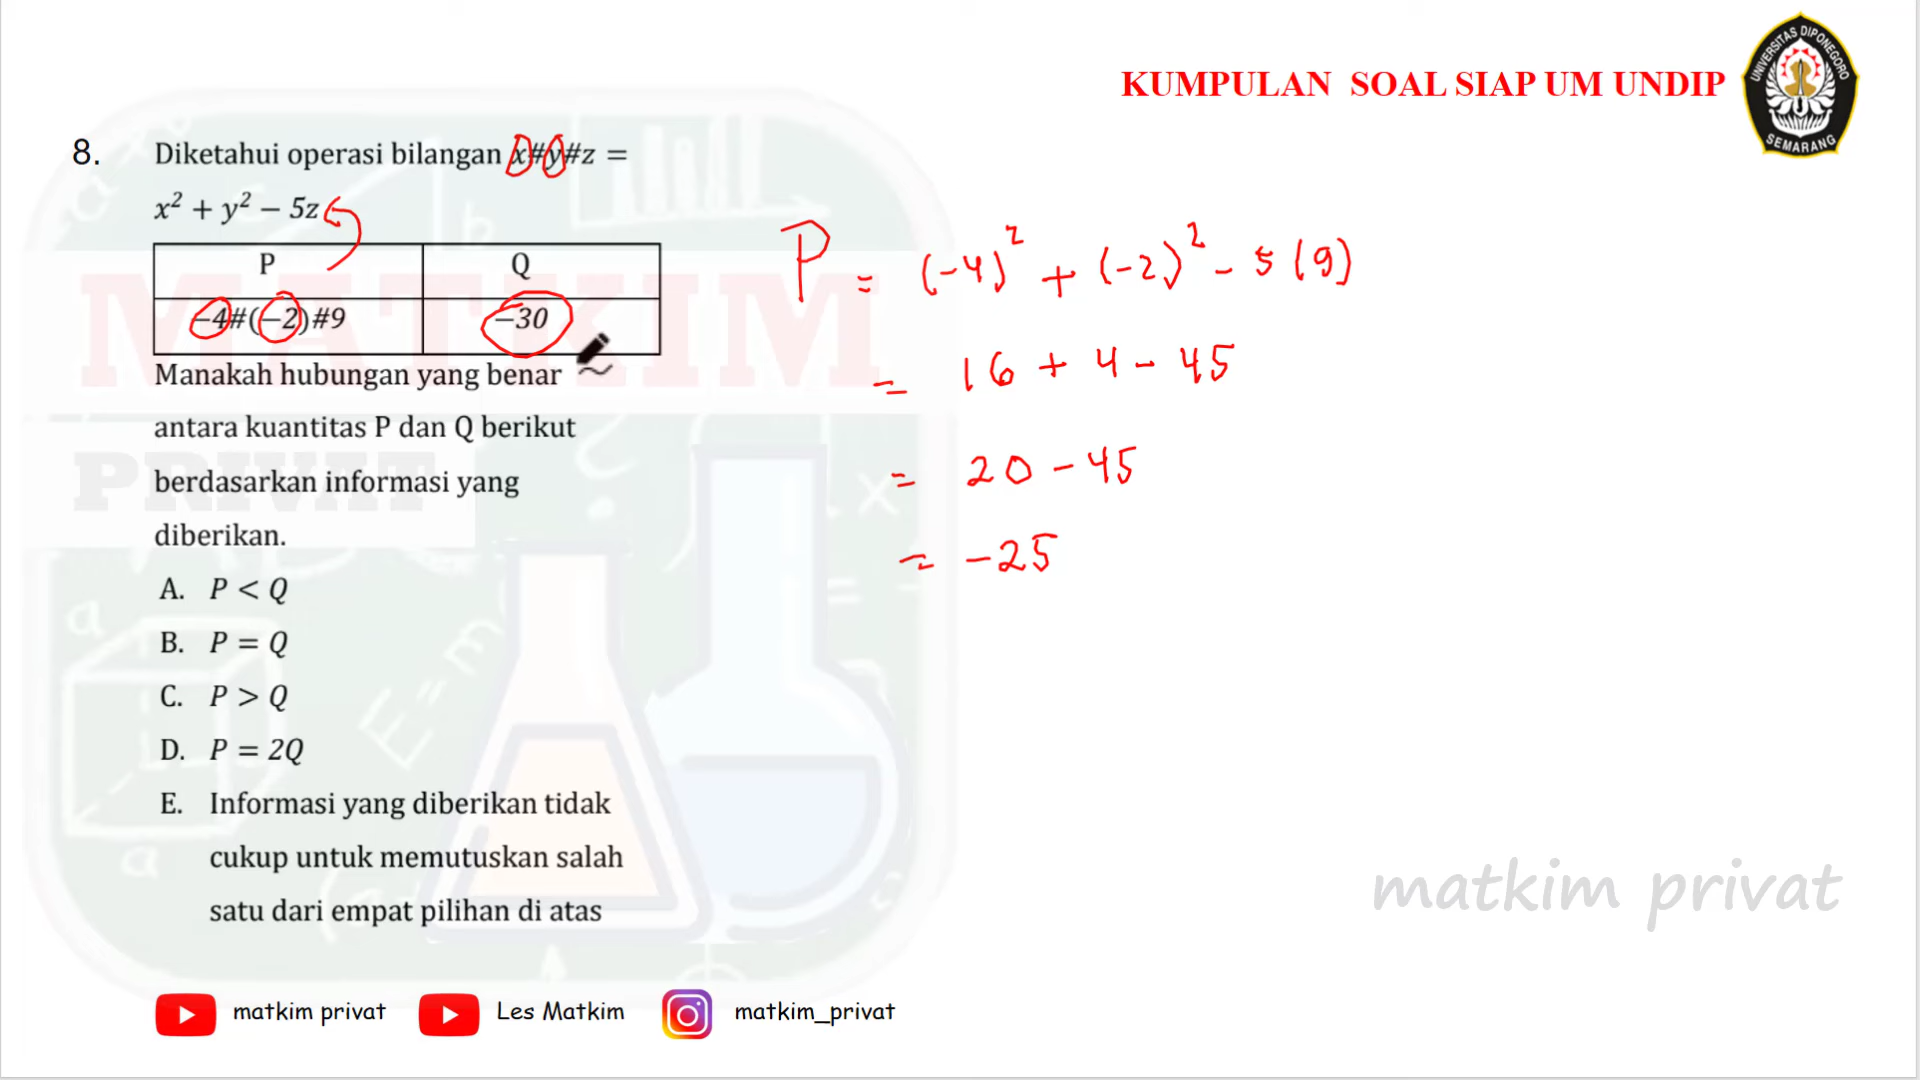 KUMPULAN SOAL SIAP UM UNDIP
UNIVERSITAS DIPONEGORO
SEMARANG
8. Diketahui operasi bilangan x#y#z =
x² + y² − 5z
P Q
−4#(−2)#9 −30
Manakah hubungan yang benar
antara kuantitas P dan Q berikut
berdasarkan informasi yang
diberikan.
A. P < Q
B. P = Q
C. P > Q
D. P = 2Q
E. Informasi yang diberikan tidak
cukup untuk memutuskan salah
satu dari empat pilihan di atas
P = (-4)² + (-2)² - 5 (9)
= 16 + 4 - 45
= 20 - 45
= -25
MATKIM
PRIVAT
matkim privat
matkim privat Les Matkim matkim_privat